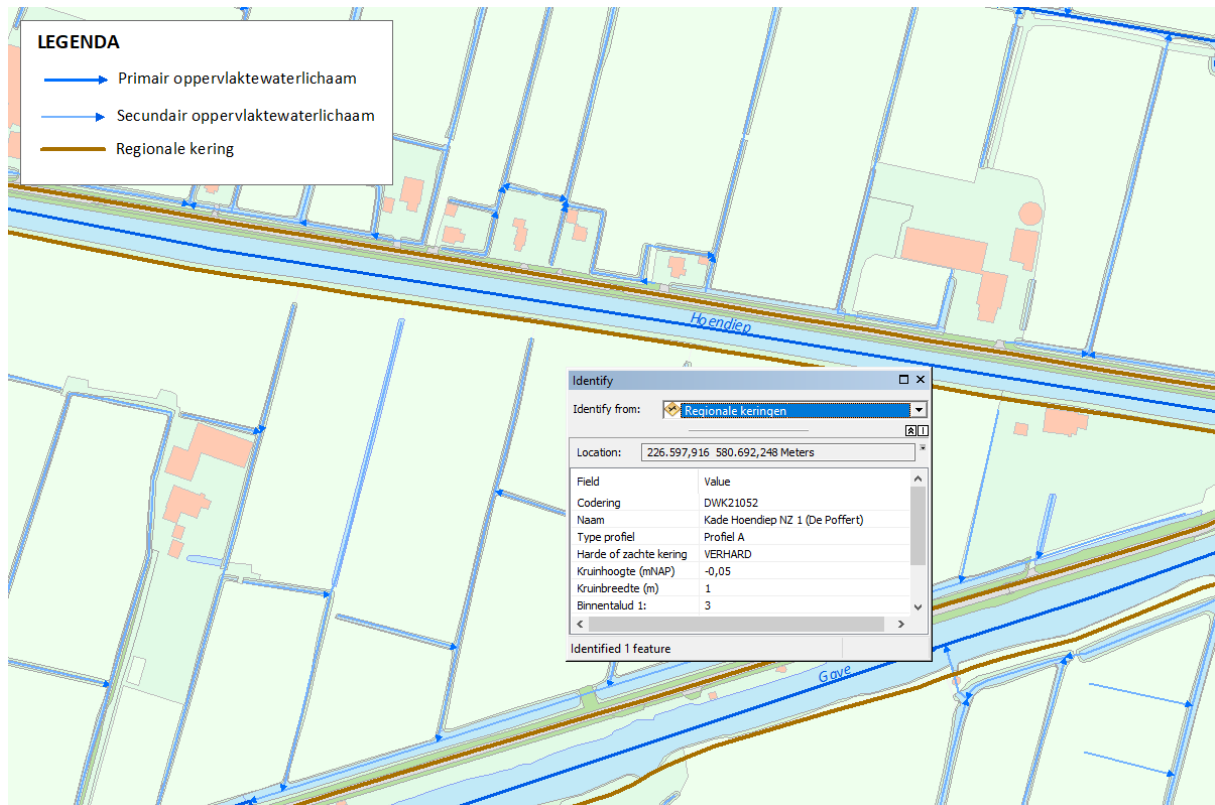 LEGENDA
Primair oppervlaktewaterlichaam
Secundair oppervlaktewaterlichaam
Regionale kering
Hoendiep
Identify
Identify from: Regionale keringen
Location: 226.597,916 580.692,248 Meters
Field Value
Codering DWK21052
Naam Kade Hoendiep NZ 1 (De Poffert)
Type profiel Profiel A
Harde of zachte kering VERHARD
Kruinhoogte (mNAP) -0,05
Kruinbreedte (m) 1
Binnentalud 1: 3
Identified 1 feature
Gave